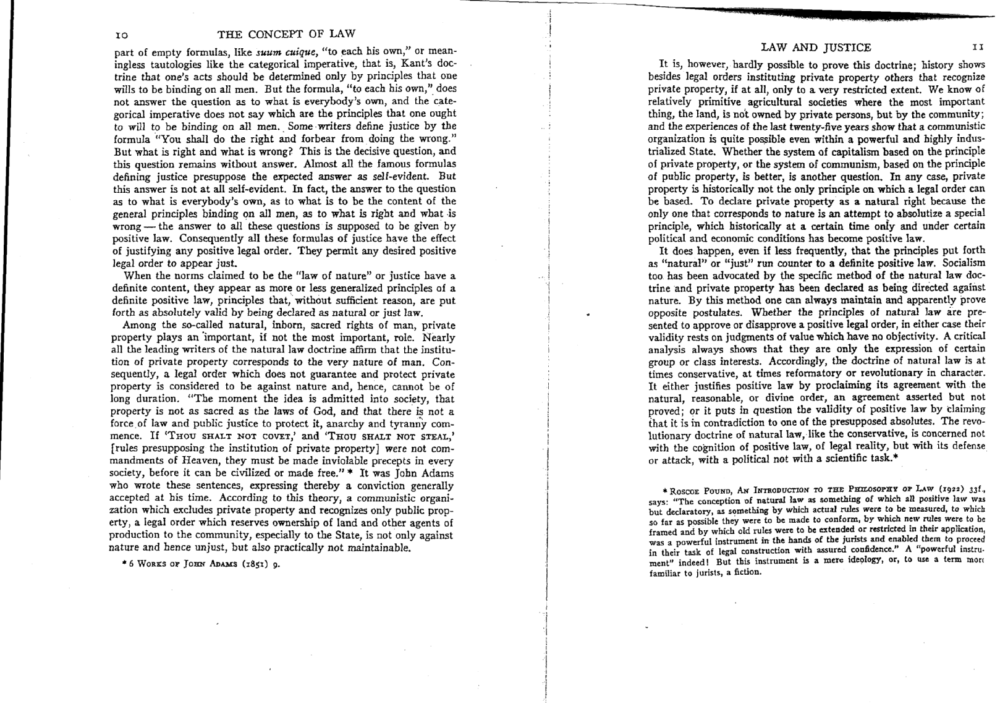 10 THE CONCEPT OF LAW
part of empty formulas, like suum cuique, “to each his own,” or mean-
ingless tautologies like the categorical imperative, that is, Kant’s doc-
trine that one’s acts should be determined only by principles that one
wills to be binding on all men. But the formula, “to each his own,” does
not answer the question as to what is everybody’s own, and the cate-
gorical imperative does not say which are the principles that one ought
to will to be binding on all men. Some writers define justice by the
formula “You shall do the right and forbear from doing the wrong.”
But what is right and what is wrong? This is the decisive question, and
this question remains without answer. Almost all the famous formulas
defining justice presuppose the expected answer as self-evident. But
this answer is not at all self-evident. In fact, the answer to the question
as to what is everybody’s own, as to what is to be the content of the
general principles binding on all men, as to what is right and what is
wrong — the answer to all these questions is supposed to be given by
positive law. Consequently all these formulas of justice have the effect
of justifying any positive legal order. They permit any desired positive
legal order to appear just.
When the norms claimed to be the “law of nature” or justice have a
definite content, they appear as more or less generalized principles of a
definite positive law, principles that, without sufficient reason, are put
forth as absolutely valid by being declared as natural or just law.
Among the so-called natural, inborn, sacred rights of man, private
property plays an important, if not the most important, role. Nearly
all the leading writers of the natural law doctrine affirm that the institu-
tion of private property corresponds to the very nature of man. Con-
sequently, a legal order which does not guarantee and protect private
property is considered to be against nature and, hence, cannot be of
long duration. “The moment the idea is admitted into society, that
property is not as sacred as the laws of God, and that there is not a
force of law and public justice to protect it, anarchy and tyranny com-
mence. If ‘THOU SHALT NOT COVET,’ and ‘THOU SHALT NOT STEAL,’
[rules presupposing the institution of private property] were not com-
mandments of Heaven, they must be made inviolable precepts in every
society, before it can be civilized or made free.” * It was John Adams
who wrote these sentences, expressing thereby a conviction generally
accepted at his time. According to this theory, a communistic organi-
zation which excludes private property and recognizes only public prop-
erty, a legal order which reserves ownership of land and other agents of
production to the community, especially to the State, is not only against
nature and hence unjust, but also practically not maintainable.
* 6 WORKS OF JOHN ADAMS (1851) 9.
LAW AND JUSTICE 11
It is, however, hardly possible to prove this doctrine; history shows
besides legal orders instituting private property others that recognize
private property, if at all, only to a very restricted extent. We know of
relatively primitive agricultural societies where the most important
thing, the land, is not owned by private persons, but by the community;
and the experiences of the last twenty-five years show that a communistic
organization is quite possible even within a powerful and highly indus-
trialized State. Whether the system of capitalism based on the principle
of private property, or the system of communism, based on the principle
of public property, is better, is another question. In any case, private
property is historically not the only principle on which a legal order can
be based. To declare private property as a natural right because the
only one that corresponds to nature is an attempt to absolutize a special
principle, which historically at a certain time only and under certain
political and economic conditions has become positive law.
It does happen, even if less frequently, that the principles put forth
as “natural” or “just” run counter to a definite positive law. Socialism
too has been advocated by the specific method of the natural law doc-
trine and private property has been declared as being directed against
nature. By this method one can always maintain and apparently prove
opposite postulates. Whether the principles of natural law are pre-
sented to approve or disapprove a positive legal order, in either case their
validity rests on judgments of value which have no objectivity. A critical
analysis always shows that they are only the expression of certain
group or class interests. Accordingly, the doctrine of natural law is at
times conservative, at times reformatory or revolutionary in character.
It either justifies positive law by proclaiming its agreement with the
natural, reasonable, or divine order, an agreement asserted but not
proved; or it puts in question the validity of positive law by claiming
that it is in contradiction to one of the presupposed absolutes. The revo-
lutionary doctrine of natural law, like the conservative, is concerned not
with the cognition of positive law, of legal reality, but with its defense
or attack, with a political not with a scientific task.*
* ROSCOE POUND, AN INTRODUCTION TO THE PHILOSOPHY OF LAW (1922) 33f.,
says: “The conception of natural law as something of which all positive law was
but declaratory, as something by which actual rules were to be measured, to which
so far as possible they were to be made to conform, by which new rules were to be
framed and by which old rules were to be extended or restricted in their application,
was a powerful instrument in the hands of the jurists and enabled them to proceed
in their task of legal construction with assured confidence.” A “powerful instru-
ment” indeed! But this instrument is a mere ideology, or, to use a term more
familiar to jurists, a fiction.